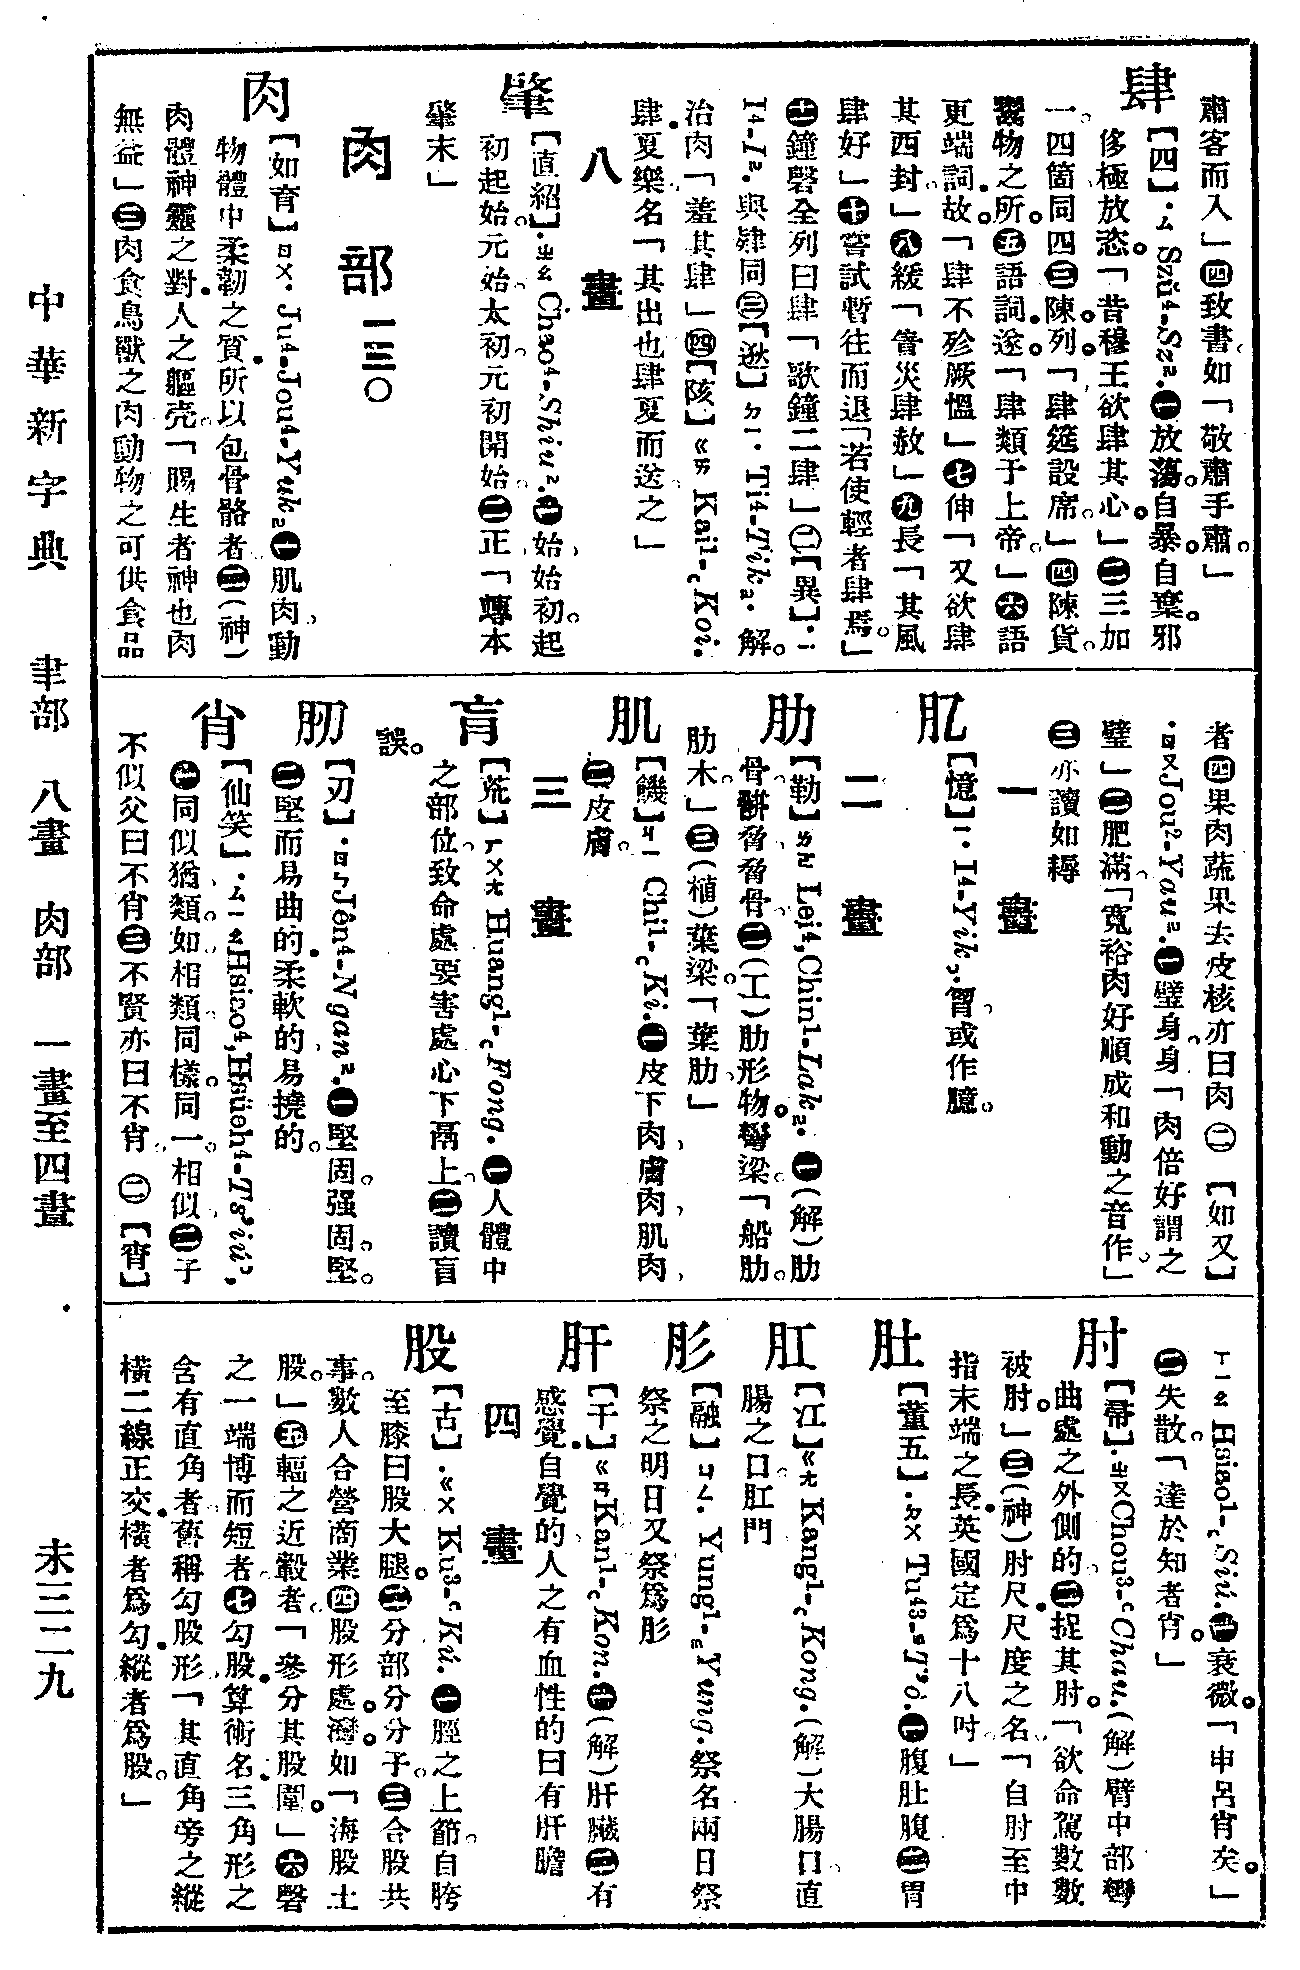 肅客而入」㊃致書如「敬肅手肅。」
肆【四】·ㄙ Szŭ⁴-Sz². ㊀放蕩。自暴。自棄。邪
侈極放恣。「昔穆王欲肆其心。」㊁三加
一。四箇同四㊂陳。列。「肆筵設席。」㊃陳貨
鬻物之所。㊄語詞。遂。「肆類于上帝。」㊅語
更端詞。故。「肆不殄厥慍」㊆伸「又欲肆
其西封。」㊇緩「眚災肆赦」㊈長「其風
肆好」㊉嘗試暫往而退「若使輕者肆焉。」
㊉一鐘磬全列曰肆「歌鐘二肆」㈡【異】·ㄧ
I⁴-I². 與肄同㊂【逖】ㄊㄧ· Ti⁴-Tik₂. 解。
治肉「羞其肆」㊃【陔】ㄍㄞ Kai¹-꜀Koi.
肆夏樂名「其出也肆夏而送之」
八 畫
肇【直紹】·ㄓㄠ Chao⁴-Shiu². ㊀始。始初。起
初起始。元始。太初。元初開始。㊁正「轉本
肇末」
肉 部 一三〇
肉【如育】ㄖㄨ· Ju⁴-Jou⁴-Yuk₂ ㊀肌肉動
物體中柔韌之質所以包骨骼者㊁(神)
肉體神靈之對人之軀壳。「賜生者神也肉
無益」㊂肉食鳥獸之肉動物之可供食品
者㊃果肉蔬果去皮核亦曰肉㈡【如又】
·ㄖㄡ Jou²-Yau². ㊀璧身。身「肉倍好謂之
璧」㊁肥滿。「寬裕肉好順成和動之音作。」
㊂亦讀如耨
一 畫
肊【憶】ㄧ· I⁴-Yik꜄. 胷。或作臆。
二 畫
肋【勒】ㄌㄟ Lei⁴, Chin¹-Lak₂. ㊀(解)肋
骨骿脅脅骨。㊁(工)肋形物。彎梁。「船肋。
肋木」㊂(植)葉梁。「葉肋」
肌【饑】ㄐㄧ Chi¹-꜀Ki. ㊀皮下肉膚肉肌肉
㊁皮膚。
三 畫
肓【荒】ㄏㄨㄤ Huang¹-꜀Fong. ㊀人體中
之部位。致命處要害處心下鬲上。㊁讀盲
誤。
肕【刃】·ㄖㄣ Jên⁴-Ngan². ㊀堅固。强固。堅。
㊁堅而易曲的柔軟的易撓的。
肖【仙笑】·ㄙㄧㄠ Hsiao⁴, Hsüeh⁴-Ts'iú꜄.
㊀同似猶類。如相類同樣。同一。相似㊁子
不似父曰不肖㊂不賢亦曰不肖㈡【宵】
ㄒㄧㄠ Hsiao¹-꜀Siú. ㊀衰微。「申呂肖矣。」
㊁失散。「達於知者肖。」
肘【帚】·ㄓㄡ Chou³-ᶜChau. (解)臂中部彎
曲處之外側的。㊁捉其肘。「欲命駕數數
被肘。」㊂(神)肘尺。尺度之名「自肘至中
指末端之長。英國定爲十八吋。」
肚【董五】·ㄉㄨ Tu⁴³-ᶜT'ò. ㊀腹肚腹㊁胃
肛【江】ㄍㄤ Kang¹-꜀Kong. (解)大腸口。直
腸之口。肛門
肜【融】ㄩㄥ. Yung¹-꜁Yung. 祭名兩日祭
祭之明日又祭爲肜
肝【干】ㄍㄢ Kan¹-꜀Kon. ㊀(解)肝臟㊁有
感覺自覺的人之有血性的曰有肝膽
四 畫
股【古】·ㄍㄨ Ku³-ᶜKú. ㊀脛之上節。自胯
至膝曰股大腿。㊁分部分分子。㊂合股共
事。數人合營商業㊃股形處。灣。如「海股土
股。」㊄輻之近轂者。「參分其股圍。」㊅磬
之一端博而短者。㊆勾股。算術名。三角形之
含有直角者舊稱勾股形「其直角旁之縱
橫二線正交。橫者爲勾。縱者爲股。」
中華新字典 聿部 八畫 肉部 一畫至四畫 未三二九